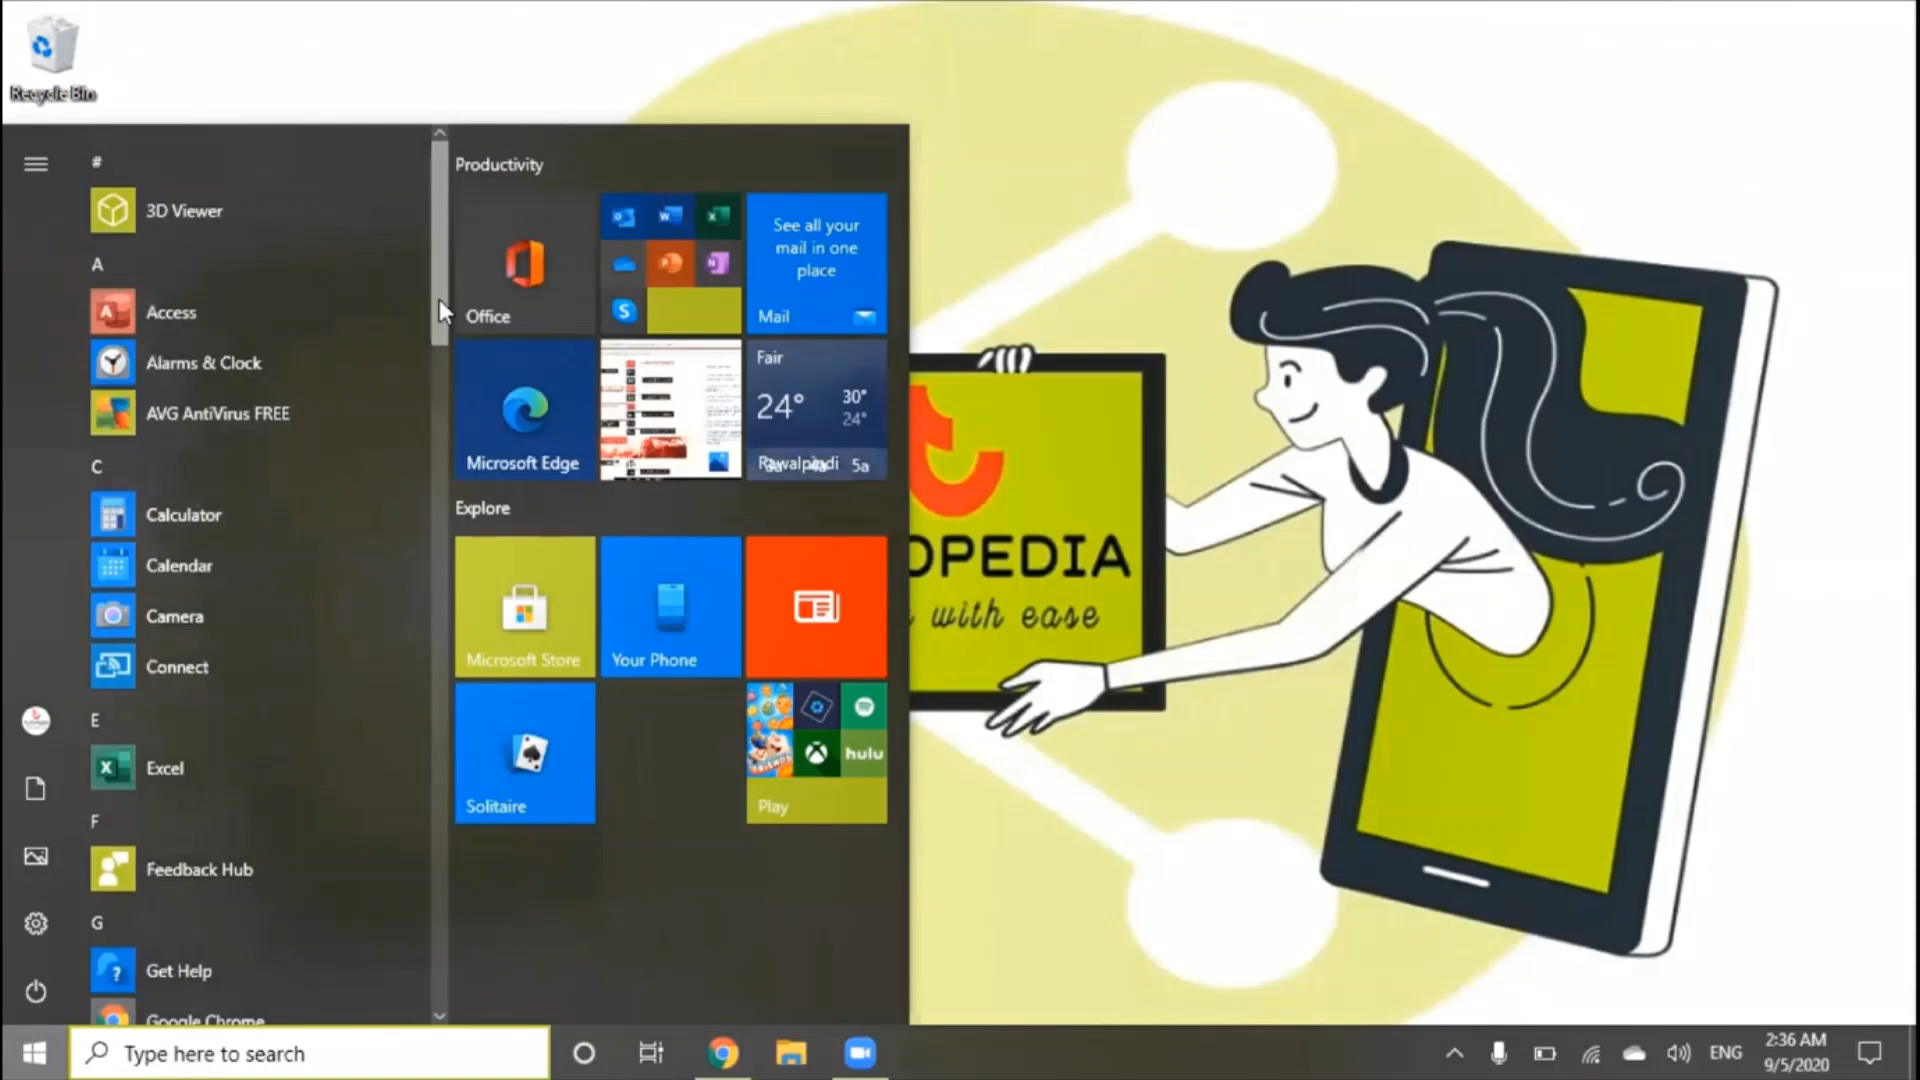 Recycle Bin
#
3D Viewer
A
Access
Alarms & Clock
AVG AntiVirus FREE
C
Calculator
Calendar
Camera
Connect
E
Excel
F
Feedback Hub
G
Get Help
Google Chrome
Productivity
Office
See all your
mail in one
place
Mail
Microsoft Edge
Fair
24°
30°
24°
Rawalpindi
5a
Explore
Microsoft Store
Your Phone
Solitaire
hulu
Play
OPEDIA
with ease
Type here to search
ENG
2:36 AM
9/5/2020